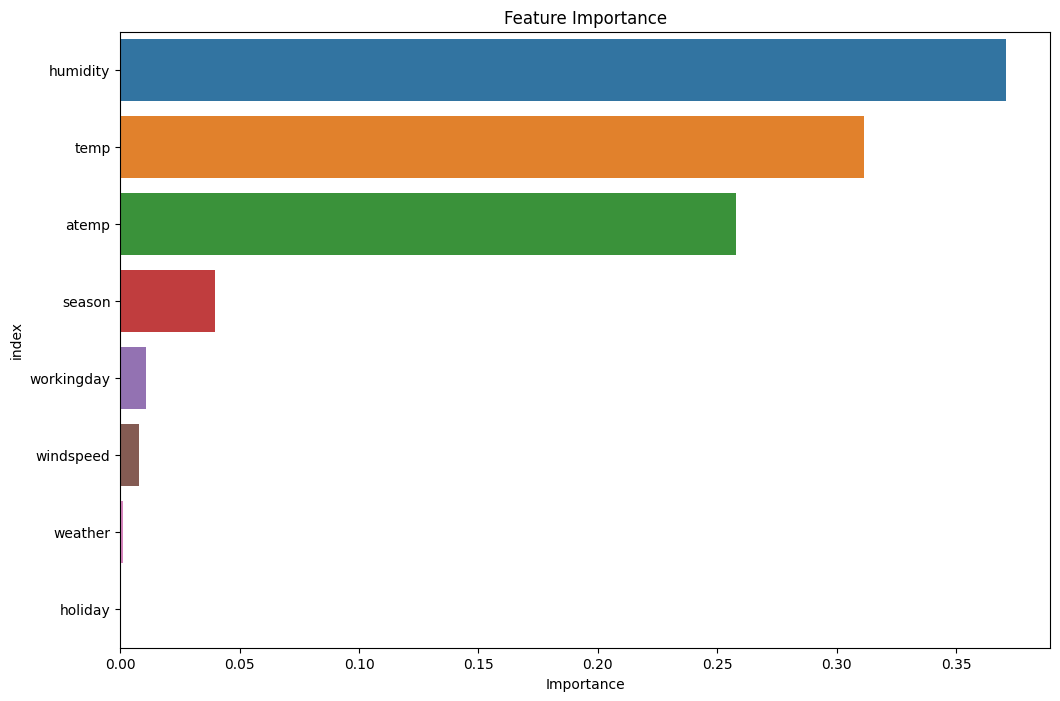 Feature Importance
humidity
temp
atemp
season
workingday
windspeed
weather
holiday
index
0.00 0.05 0.10 0.15 0.20 0.25 0.30 0.35
Importance